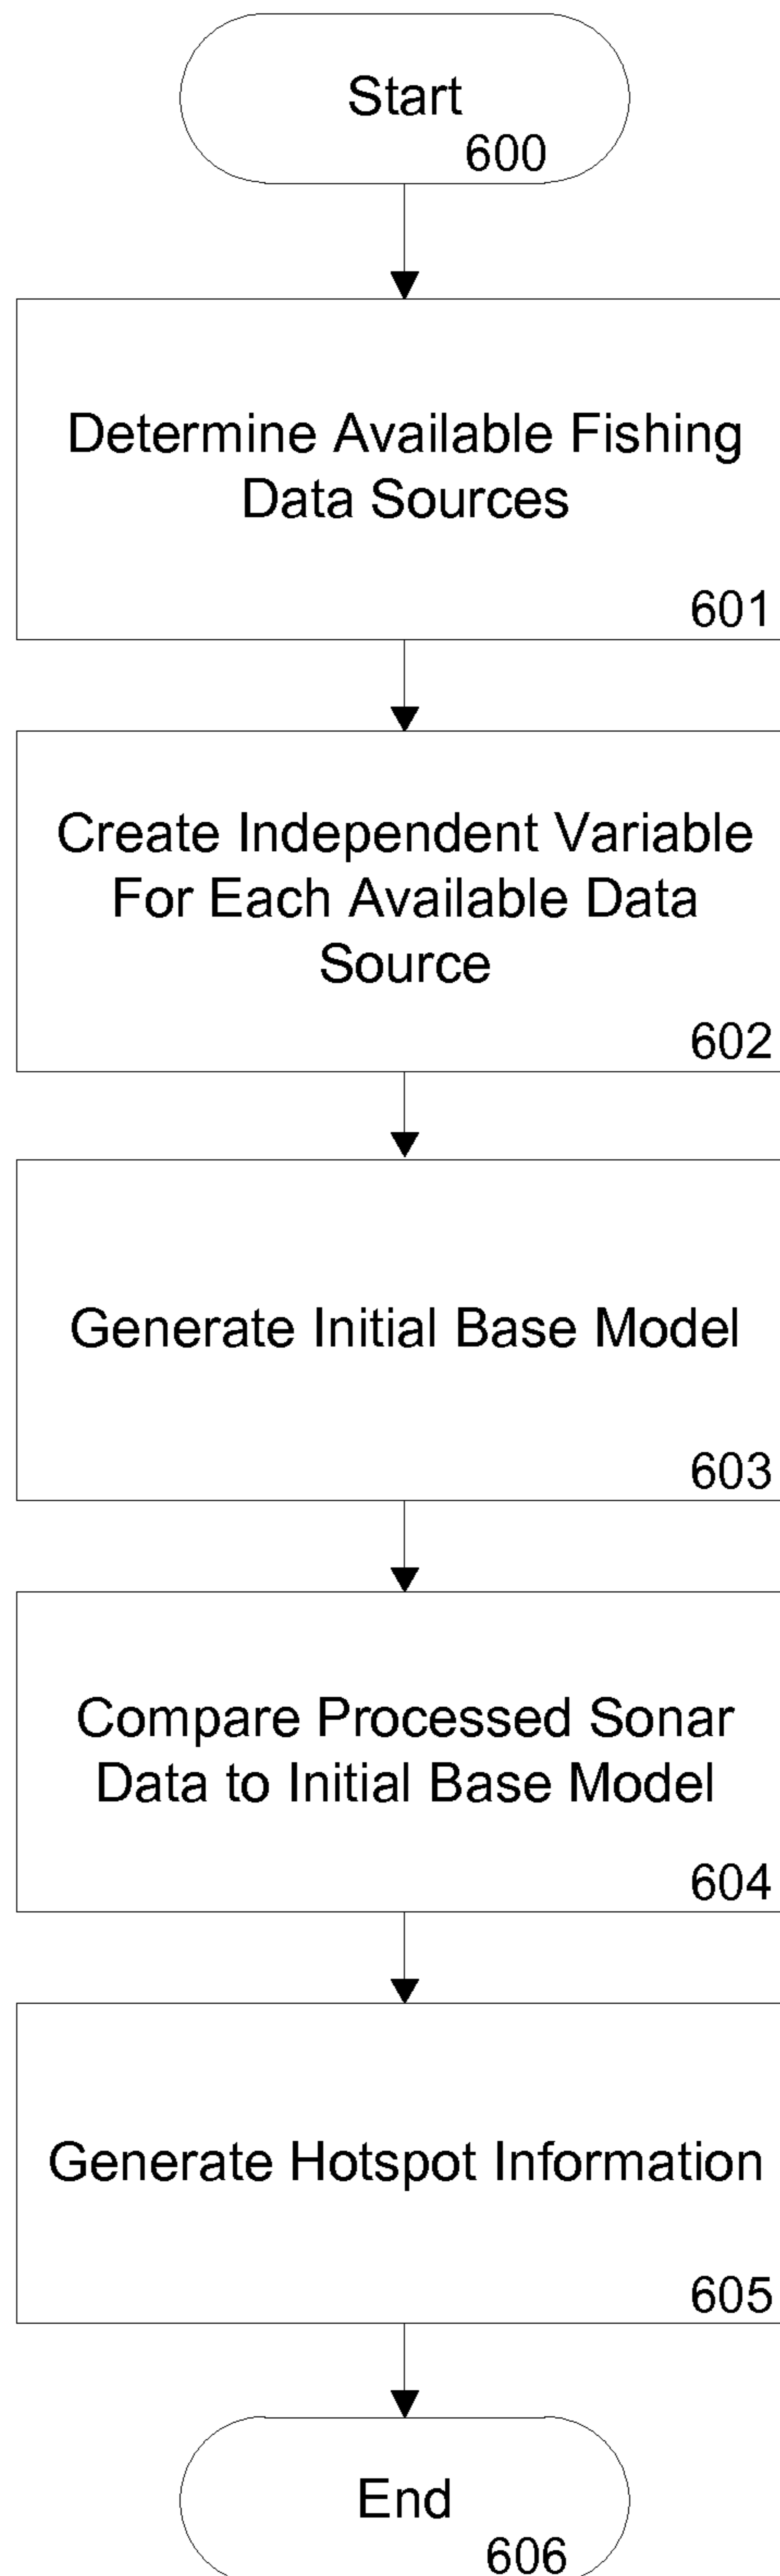 Start
600
Determine Available Fishing
Data Sources
601
Create Independent Variable
For Each Available Data
Source
602
Generate Initial Base Model
603
Compare Processed Sonar
Data to Initial Base Model
604
Generate Hotspot Information
605
End
606